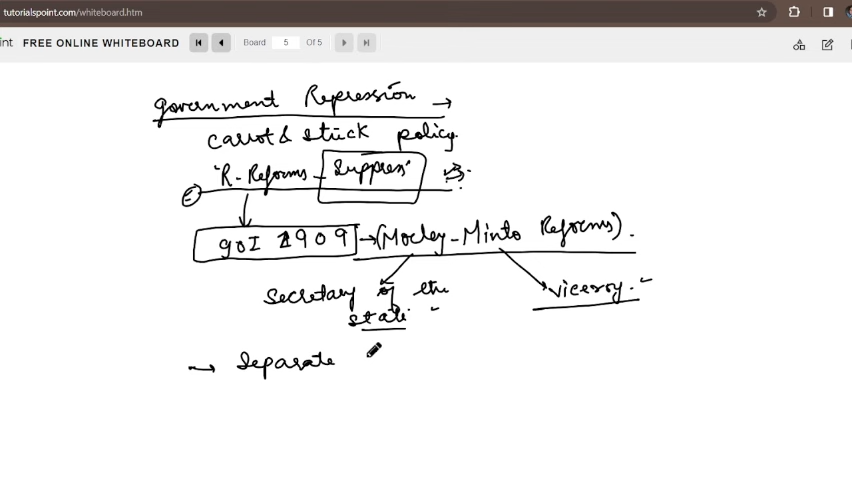 tutorialspoint.com/whiteboard.htm
int FREE ONLINE WHITEBOARD Board 5 Of 5
government Repression →
carrot & stick policy.
"R-Reforms - Suppress"
GOI 1909 → (Morley-Minto Reforms).
Secretary of the state.
viceroy.
→ Separate